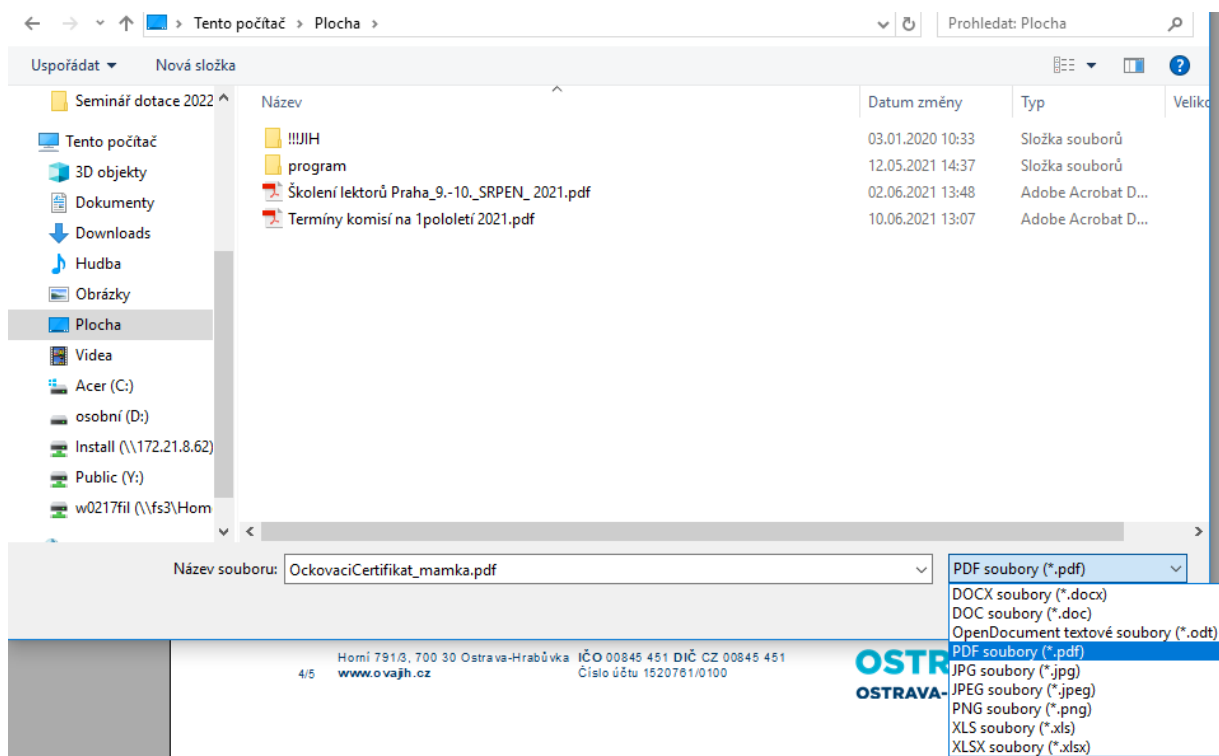 Tento počítač › Plocha ›
Prohledat: Plocha
Uspořádat
Nová složka
Seminář dotace 2022
Tento počítač
3D objekty
Dokumenty
Downloads
Hudba
Obrázky
Plocha
Videa
Acer (C:)
osobní (D:)
Install (\\172.21.8.62)
Public (Y:)
w0217fil (\\fs3\Hom
Název Datum změny Typ Veliko
!!!JIH 03.01.2020 10:33 Složka souborů
program 12.05.2021 14:37 Složka souborů
Školení lektorů Praha_9.-10._SRPEN_ 2021.pdf 02.06.2021 13:48 Adobe Acrobat D...
Termíny komisí na 1pololetí 2021.pdf 10.06.2021 13:07 Adobe Acrobat D...
Název souboru: OckovaciCertifikat_mamka.pdf
PDF soubory (*.pdf)
DOCX soubory (*.docx)
DOC soubory (*.doc)
OpenDocument textové soubory (*.odt)
PDF soubory (*.pdf)
JPG soubory (*.jpg)
JPEG soubory (*.jpeg)
PNG soubory (*.png)
XLS soubory (*.xls)
XLSX soubory (*.xlsx)
Horní 791/3, 700 30 Ostrava-Hrabůvka IČO 00845 451 DIČ CZ 00845 451
4/5 www.ovajih.cz Číslo účtu 1520761/0100
OSTR
OSTRAVA-